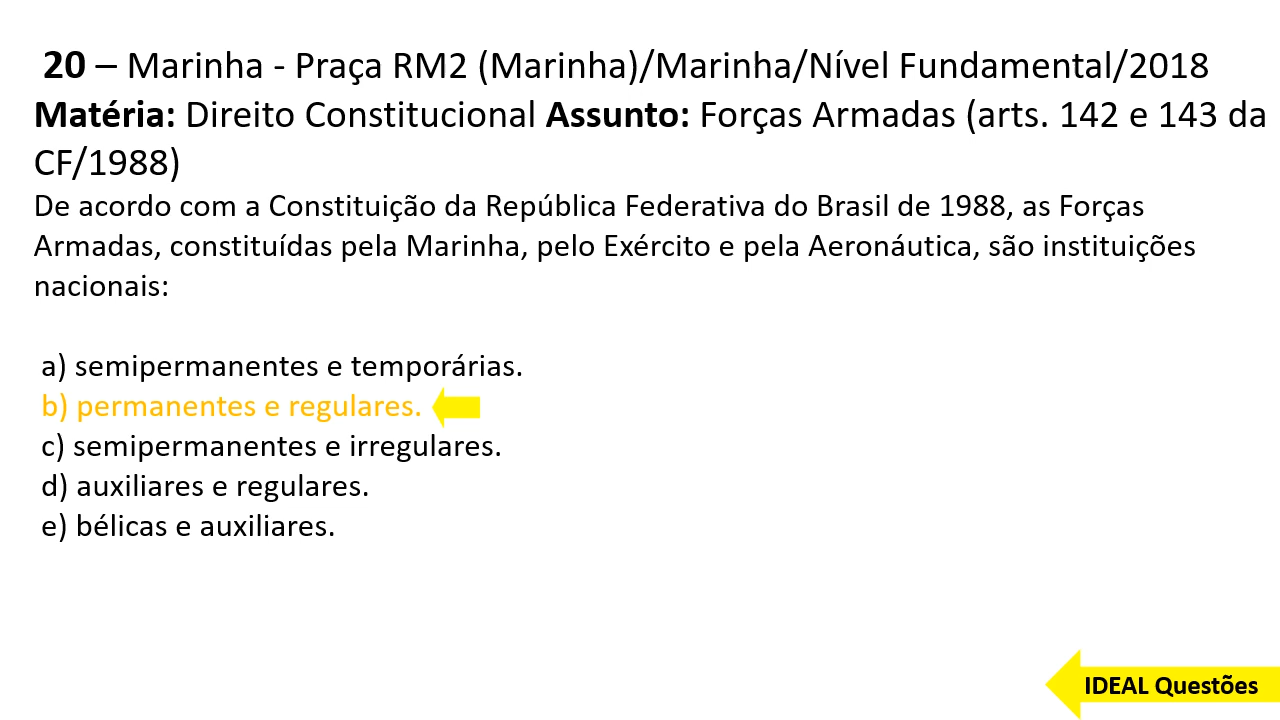 20 – Marinha - Praça RM2 (Marinha)/Marinha/Nível Fundamental/2018
Matéria: Direito Constitucional Assunto: Forças Armadas (arts. 142 e 143 da
CF/1988)
De acordo com a Constituição da República Federativa do Brasil de 1988, as Forças
Armadas, constituídas pela Marinha, pelo Exército e pela Aeronáutica, são instituições
nacionais:
a) semipermanentes e temporárias.
b) permanentes e regulares.
c) semipermanentes e irregulares.
d) auxiliares e regulares.
e) bélicas e auxiliares.
IDEAL Questões